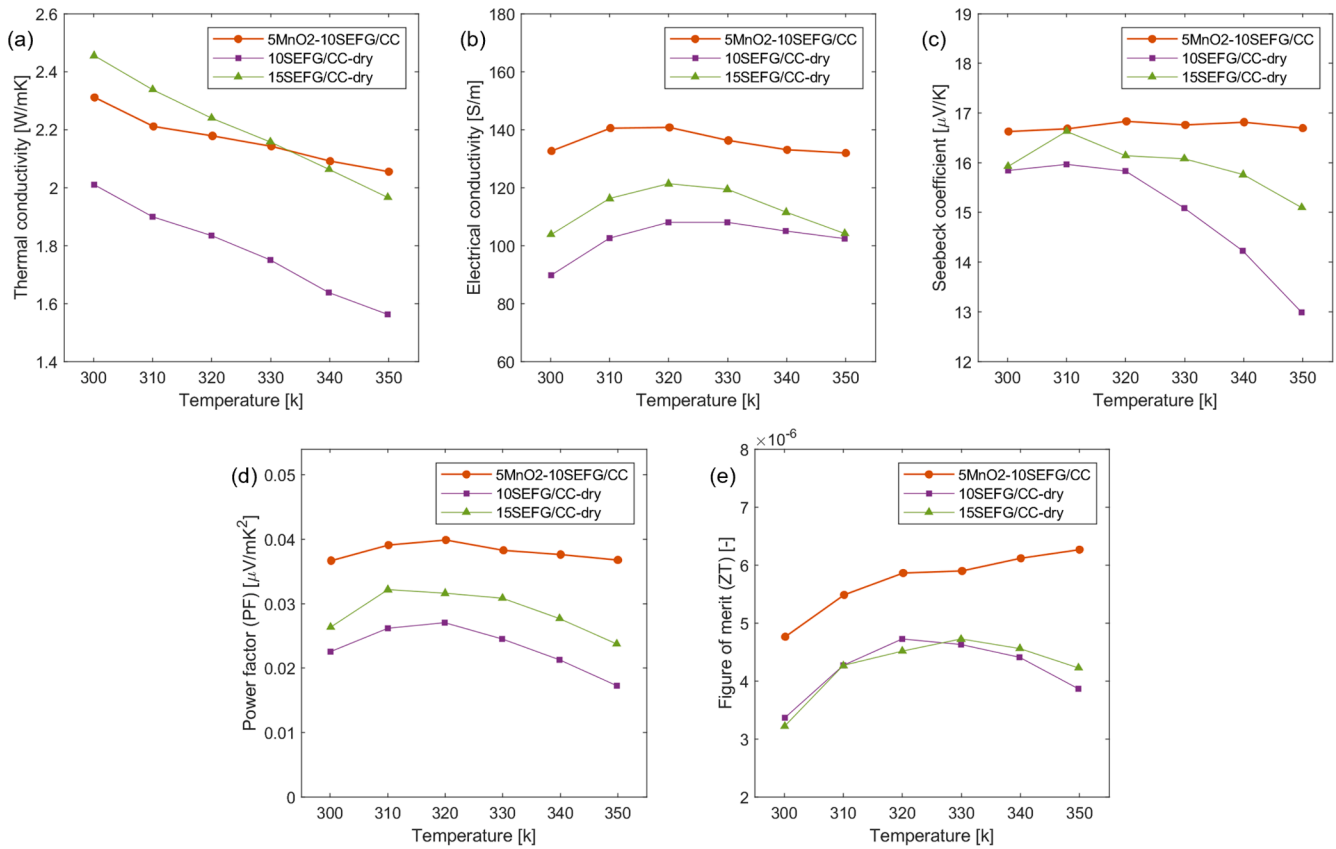 (a)
2.6
2.4
2.2
2
1.8
1.6
1.4
Thermal conductivity [W/mK]
5MnO2-10SEFG/CC
10SEFG/CC-dry
15SEFG/CC-dry
300 310 320 330 340 350
Temperature [k]
(b)
180
160
140
120
100
80
60
Electrical conductivity [S/m]
5MnO2-10SEFG/CC
10SEFG/CC-dry
15SEFG/CC-dry
300 310 320 330 340 350
Temperature [k]
(c)
19
18
17
16
15
14
13
12
Seebeck coefficient [μV/K]
5MnO2-10SEFG/CC
10SEFG/CC-dry
15SEFG/CC-dry
300 310 320 330 340 350
Temperature [k]
(d)
0.05
0.04
0.03
0.02
0.01
0
Power factor (PF) [μV/mK²]
5MnO2-10SEFG/CC
10SEFG/CC-dry
15SEFG/CC-dry
300 310 320 330 340 350
Temperature [k]
(e)
×10⁻⁶
8
7
6
5
4
3
2
Figure of merit (ZT) [-]
5MnO2-10SEFG/CC
10SEFG/CC-dry
15SEFG/CC-dry
300 310 320 330 340 350
Temperature [k]